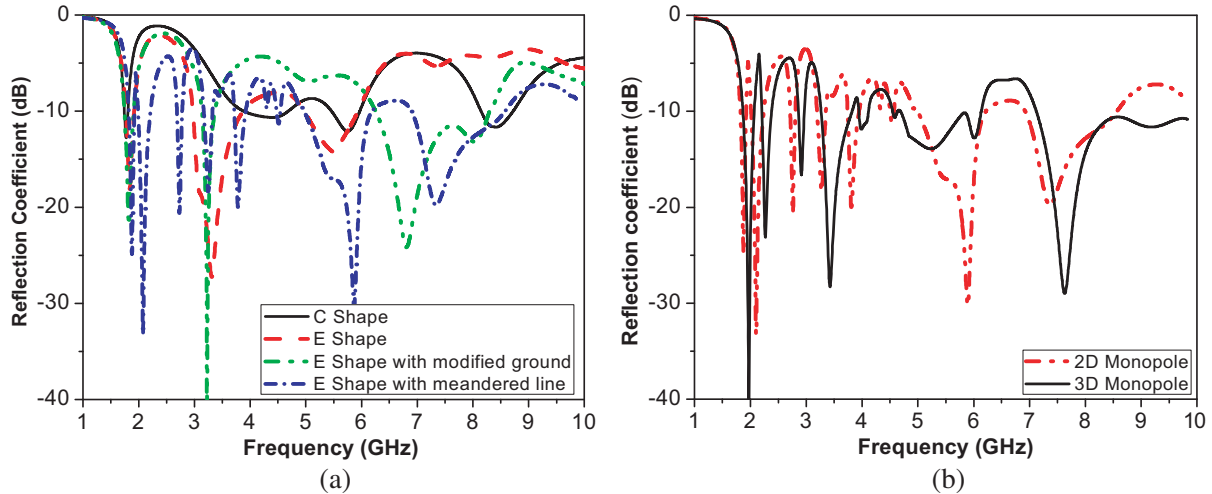 Reflection Coefficient (dB)
0
-10
-20
-30
-40
C Shape
E Shape
E Shape with modified ground
E Shape with meandered line
1 2 3 4 5 6 7 8 9 10
Frequency (GHz)
(a)
Reflection coefficient (dB)
0
-10
-20
-30
-40
2D Monopole
3D Monopole
1 2 3 4 5 6 7 8 9 10
Frequency (GHz)
(b)